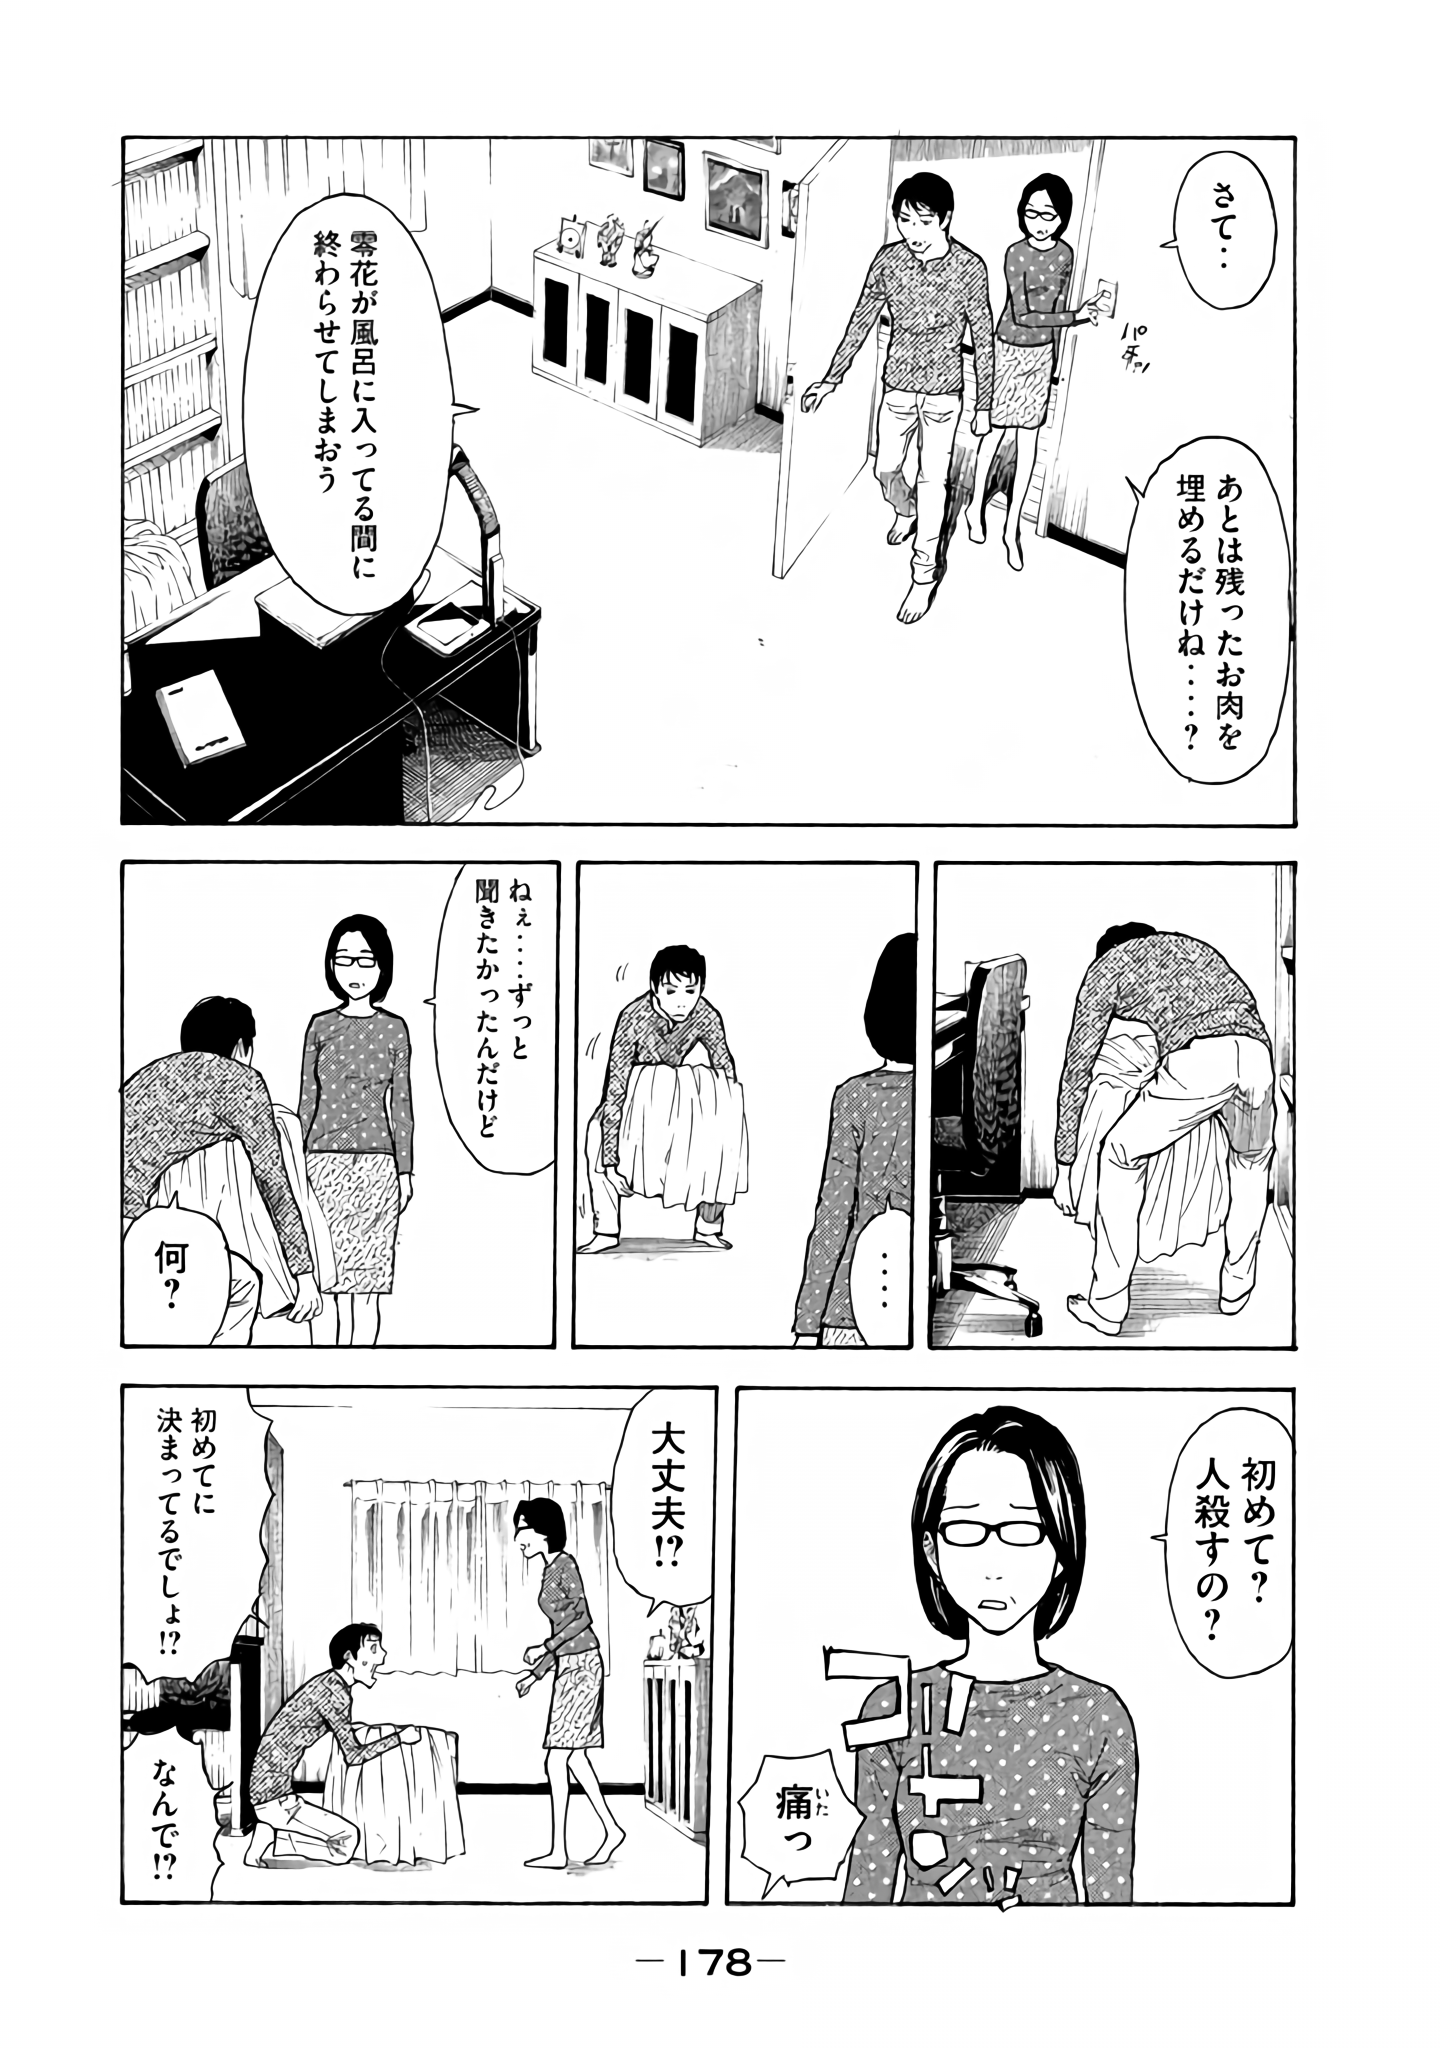 さて‥
パチッ
あとは残ったお肉を
埋めるだけね‥‥?
零花が風呂に入ってる間に
終わらせてしまおう
‥‥
ねぇ‥‥ずっと
聞きたかったんだけど
何?
初めて?
人殺すの?
ゴトンッ
痛っ
いた
大丈夫!?
初めてに
決まってるでしょ!?
なんで!?
—178—